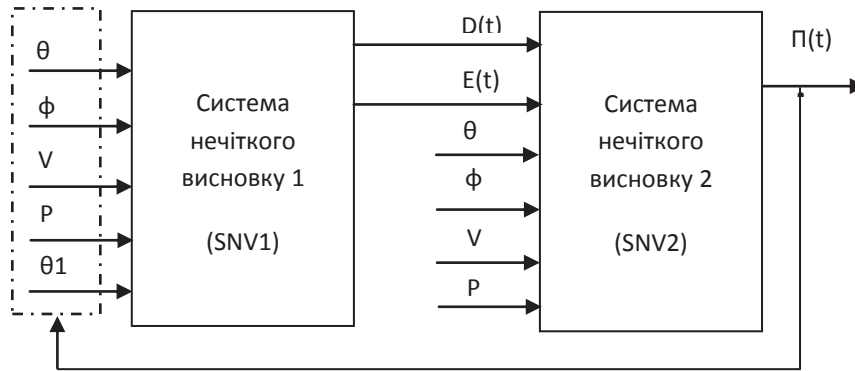 θ
ϕ
V
P
θ1
Система
нечіткого
висновку 1
(SNV1)
D(t)
E(t)
θ
ϕ
V
P
Система
нечіткого
висновку 2
(SNV2)
П(t)